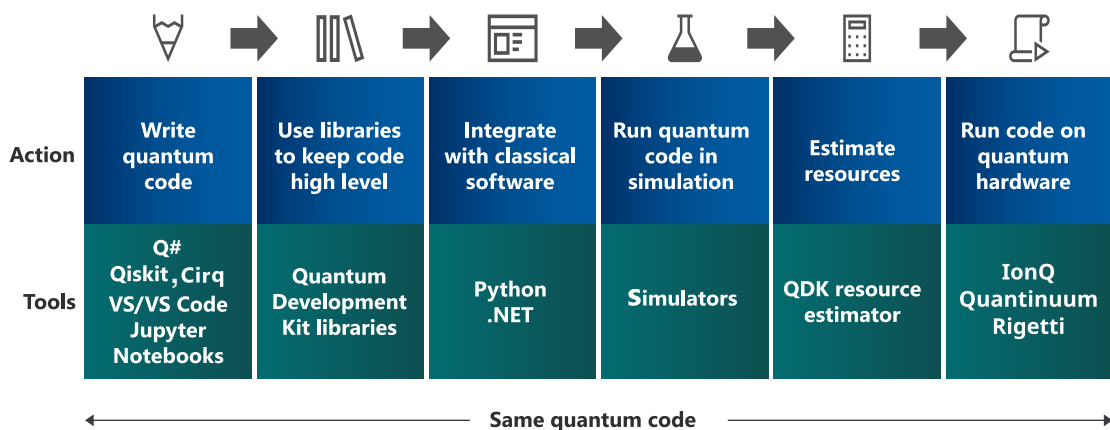 Action
Write
quantum
code
Use libraries
to keep code
high level
Integrate
with classical
software
Run quantum
code in
simulation
Estimate
resources
Run code on
quantum
hardware
Tools
Q#
Qiskit, Cirq
VS/VS Code
Jupyter
Notebooks
Quantum
Development
Kit libraries
Python
.NET
Simulators
QDK resource
estimator
IonQ
Quantinuum
Rigetti
Same quantum code